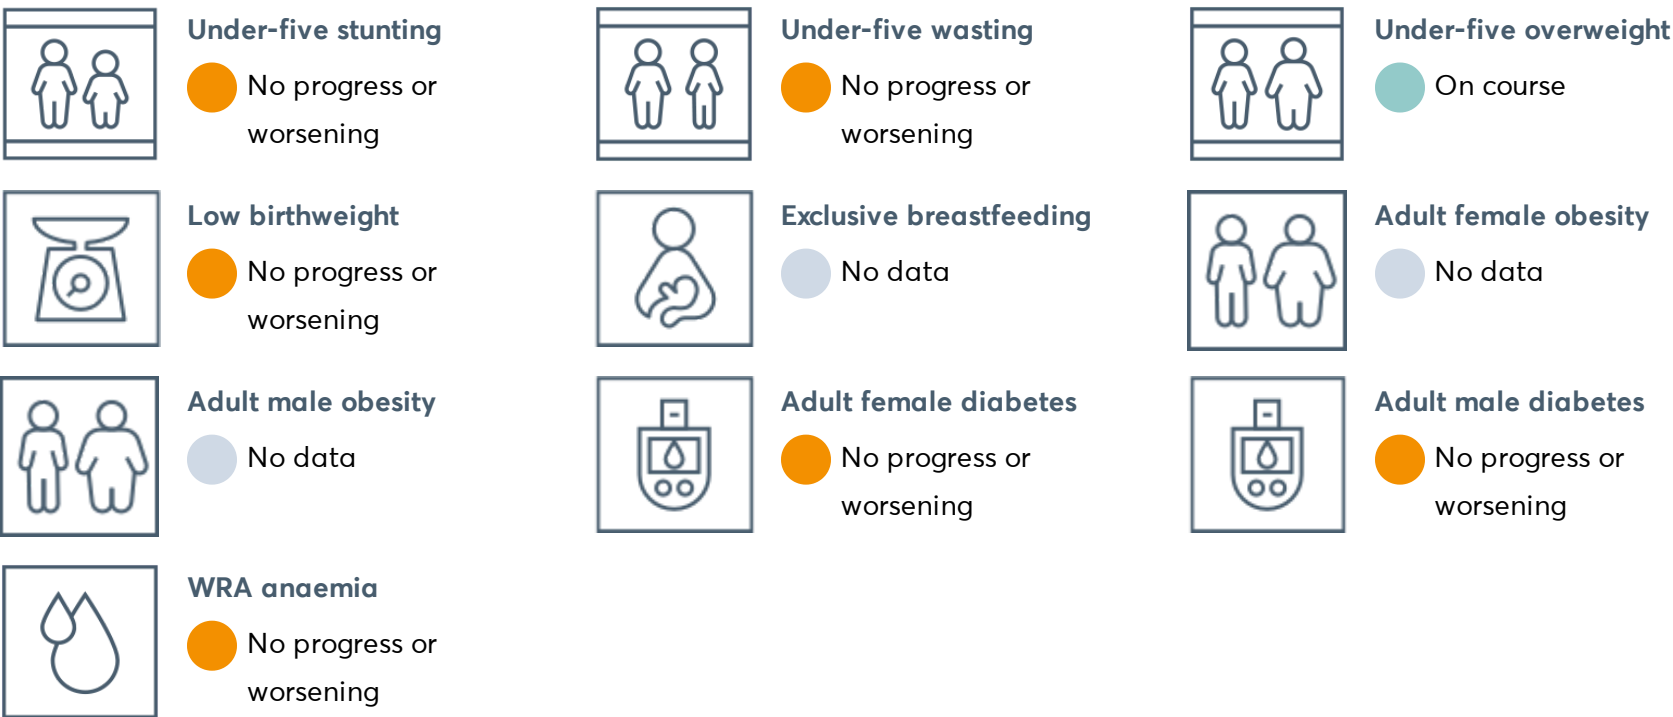 Under-five stunting
No progress or
worsening
Under-five wasting
No progress or
worsening
Under-five overweight
On course
Low birthweight
No progress or
worsening
Exclusive breastfeeding
No data
Adult female obesity
No data
Adult male obesity
No data
Adult female diabetes
No progress or
worsening
Adult male diabetes
No progress or
worsening
WRA anaemia
No progress or
worsening